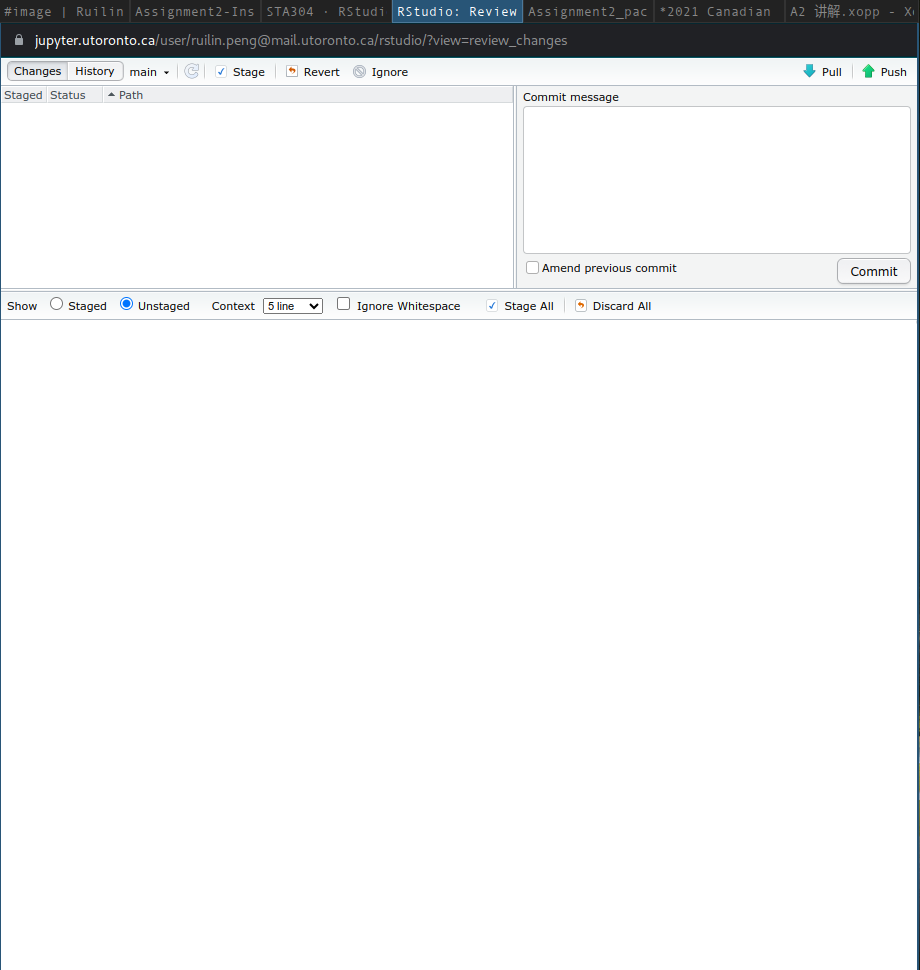 #image | Ruilin Assignment2-Ins STA304 · RStudi RStudio: Review Assignment2_pac *2021 Canadian A2 讲解.xopp - X
jupyter.utoronto.ca/user/ruilin.peng@mail.utoronto.ca/rstudio/?view=review_changes
Changes History main Stage Revert Ignore Pull Push
Staged Status Path
Commit message
Amend previous commit
Commit
Show Staged Unstaged Context 5 line Ignore Whitespace Stage All Discard All